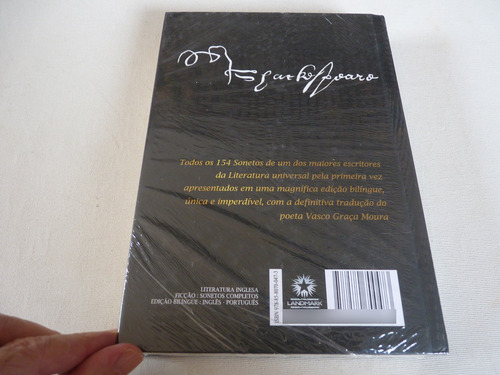 Todos os 154 Sonetos de um dos maiores escritores
da Literatura universal pela primeira vez
apresentados em uma magnífica edição bilíngue,
única e imperdível, com a definitiva tradução do
poeta Vasco Graça Moura
LITERATURA INGLESA
FICÇÃO : SONETOS COMPLETOS
EDIÇÃO BILÍNGUE : INGLÊS - PORTUGUÊS
LANDMARK